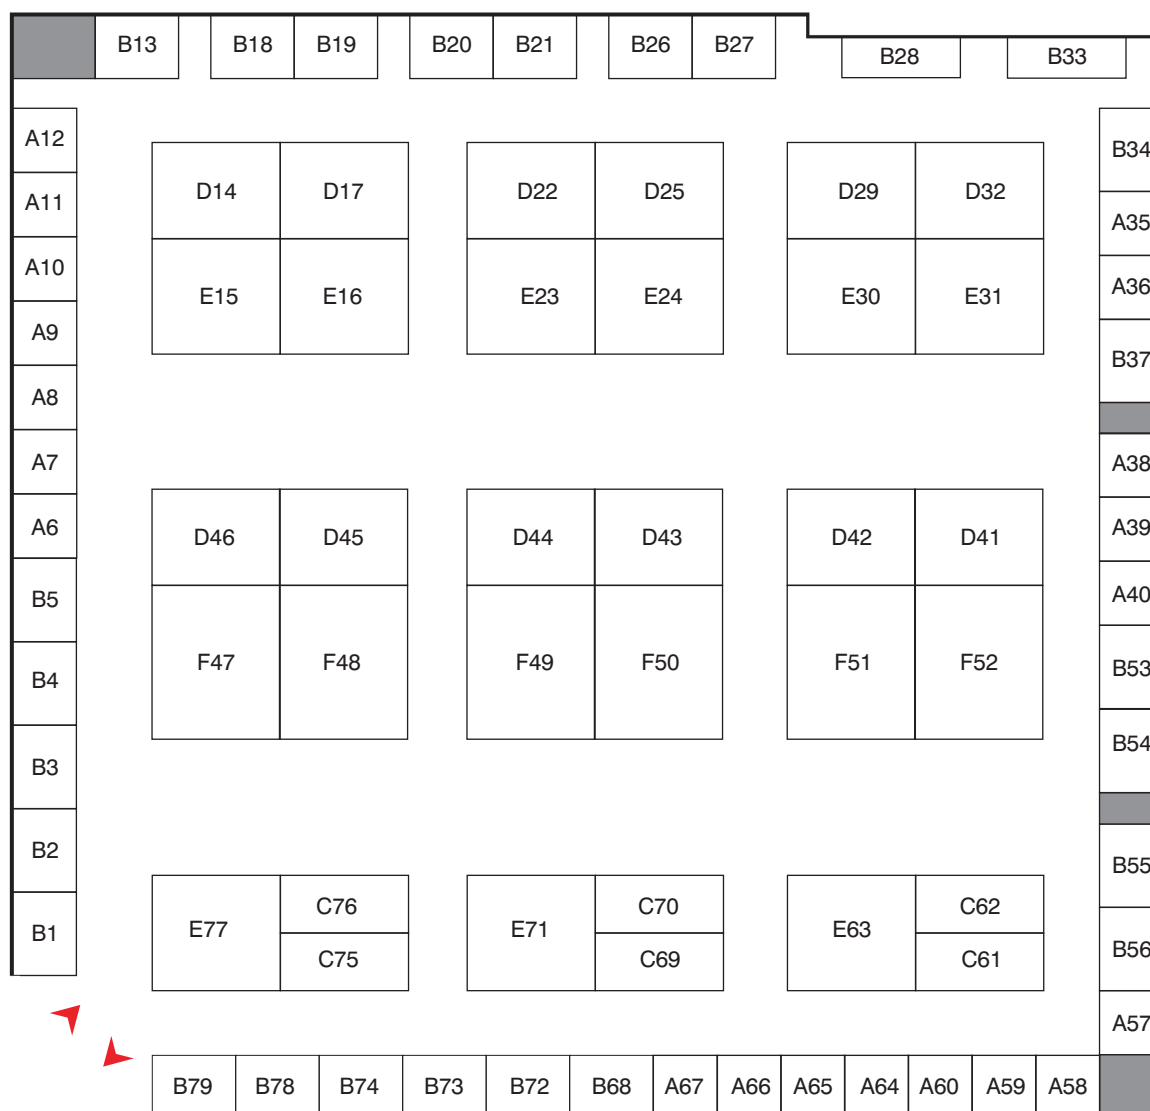 B13 B18 B19 B20 B21 B26 B27 B28 B33
A12 B34
D14 D17 D22 D25 D29 D32
A11 A35
A10 A36
E15 E16 E23 E24 E30 E31
A9 B37
A8
A7 A38
A6 D46 D45 D44 D43 D42 D41 A39
B5 A40
F47 F48 F49 F50 F51 F52 B53
B4
B3 B54
B2 B55
C76 C70 C62
E77 E71 E63
B1 B56
C75 C69 C61
A57
B79 B78 B74 B73 B72 B68 A67 A66 A65 A64 A60 A59 A58